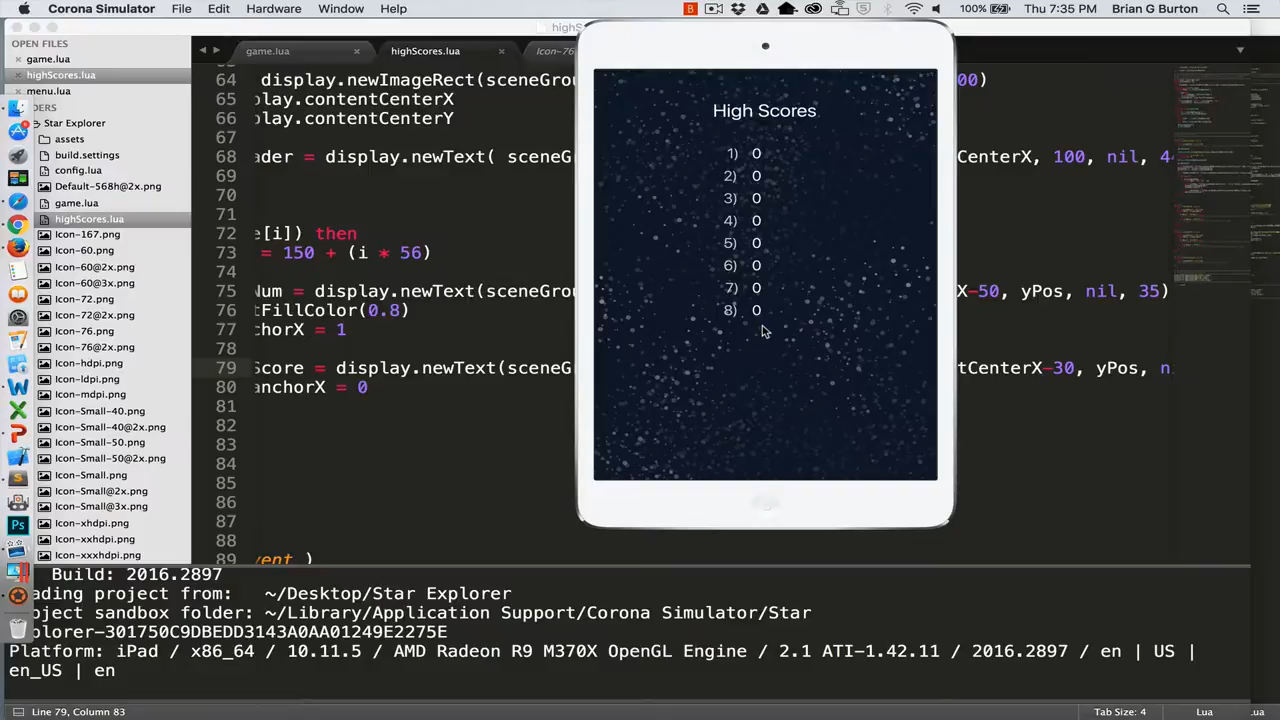 Corona Simulator File Edit Hardware Window Help
100% Thu 7:35 PM Brian G Burton
OPEN FILES
game.lua
highScores.lua
menu.lua
DERS
Star Explorer
assets
build.settings
config.lua
Default-568h@2x.png
game.lua
highScores.lua
Icon-167.png
Icon-60.png
Icon-60@2x.png
Icon-60@3x.png
Icon-72.png
Icon-72@2x.png
Icon-76.png
Icon-76@2x.png
Icon-hdpi.png
Icon-ldpi.png
Icon-mdpi.png
Icon-Small-40.png
Icon-Small-40@2x.png
Icon-Small-50.png
Icon-Small-50@2x.png
Icon-Small.png
Icon-Small@2x.png
Icon-Small@3x.png
Icon-xhdpi.png
Icon-xxhdpi.png
Icon-xxxhdpi.png
highS
game.lua highScores.lua Icon-76
64 display.newImageRect(sceneGro 00)
65 play.contentCenterX
66 play.contentCenterY
67
68 ader = display.newText( sceneG CenterX, 100, nil, 44
69
70
71
72 e[i]) then
73 = 150 + (i * 56)
74
75 Num = display.newText(sceneGrou X-50, yPos, nil, 35)
76 tFillColor(0.8)
77 chorX = 1
78
79 Score = display.newText(sceneG tCenterX-30, yPos, n
80 anchorX = 0
81
82
83
84
85
86
87
88
89 vent )
High Scores
1) 0
2) 0
3) 0
4) 0
5) 0
6) 0
7) 0
8) 0
Build: 2016.2897
ading project from: ~/Desktop/Star Explorer
oject sandbox folder: ~/Library/Application Support/Corona Simulator/Star
plorer-301750C9DBEDD3143A0AA01249E2275E
Platform: iPad / x86_64 / 10.11.5 / AMD Radeon R9 M370X OpenGL Engine / 2.1 ATI-1.42.11 / 2016.2897 / en | US |
en_US | en
Line 79, Column 83
Tab Size: 4 Lua .ua